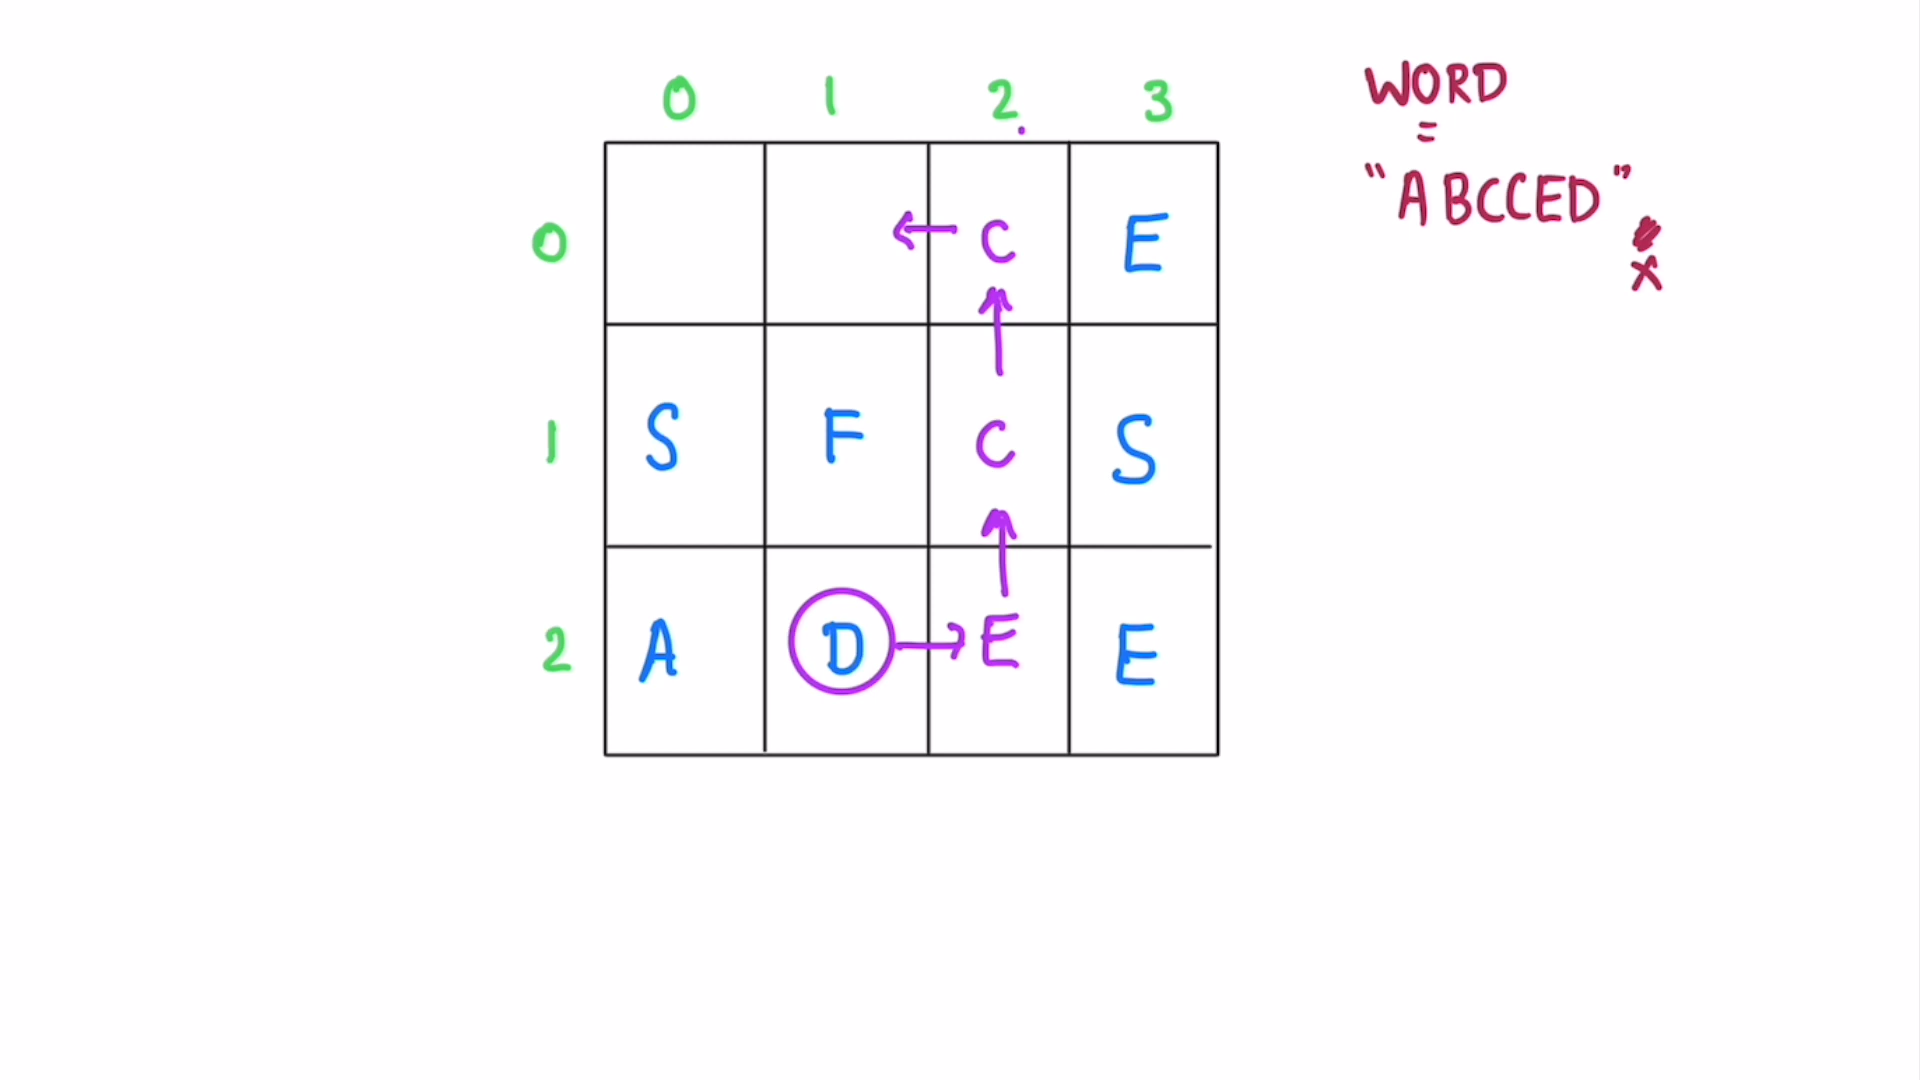 0 1 2 3
WORD
=
"ABCCED"
x
0 C E
1 S F C S
2 A D E E